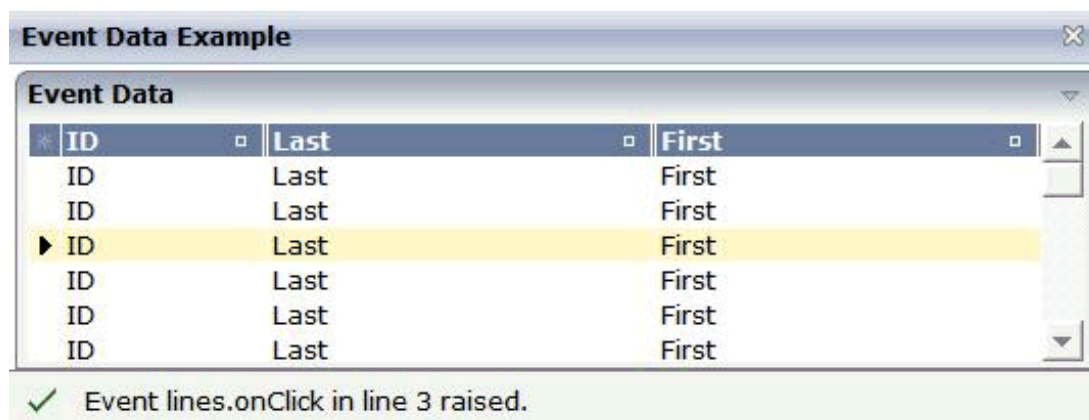 Event Data Example
Event Data
ID Last First
ID Last First
ID Last First
ID Last First
ID Last First
ID Last First
ID Last First
Event lines.onClick in line 3 raised.